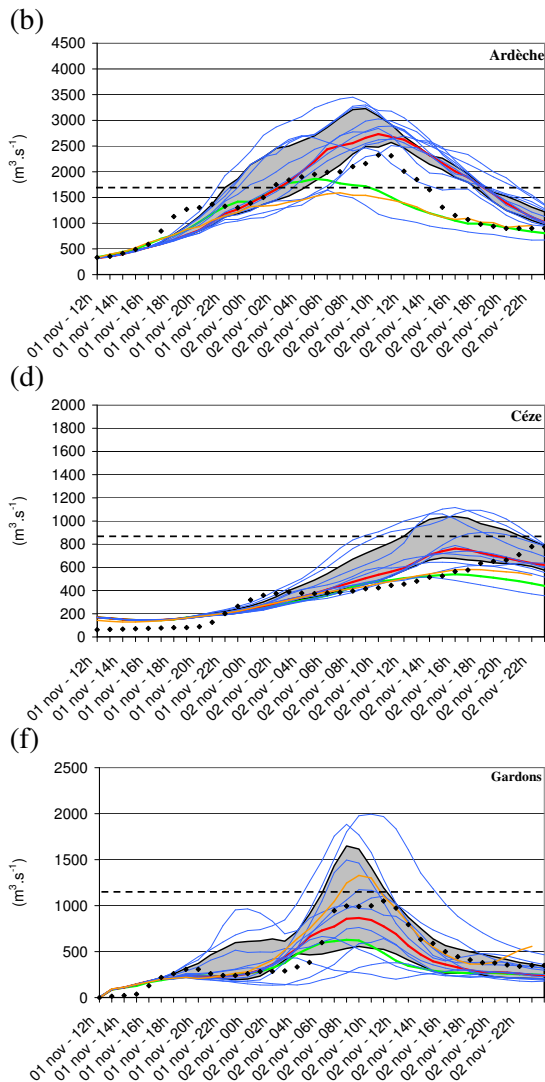 (b)
Ardèche
(m³.s⁻¹)
4500
4000
3500
3000
2500
2000
1500
1000
500
0
01 nov - 12h
01 nov - 14h
01 nov - 16h
01 nov - 18h
01 nov - 20h
01 nov - 22h
02 nov - 00h
02 nov - 02h
02 nov - 04h
02 nov - 06h
02 nov - 08h
02 nov - 10h
02 nov - 12h
02 nov - 14h
02 nov - 16h
02 nov - 18h
02 nov - 20h
02 nov - 22h
(d)
Céze
(m³.s⁻¹)
2000
1800
1600
1400
1200
1000
800
600
400
200
0
01 nov - 12h
01 nov - 14h
01 nov - 16h
01 nov - 18h
01 nov - 20h
01 nov - 22h
02 nov - 00h
02 nov - 02h
02 nov - 04h
02 nov - 06h
02 nov - 08h
02 nov - 10h
02 nov - 12h
02 nov - 14h
02 nov - 16h
02 nov - 18h
02 nov - 20h
02 nov - 22h
(f)
Gardons
(m³.s⁻¹)
2500
2000
1500
1000
500
0
01 nov - 12h
01 nov - 14h
01 nov - 16h
01 nov - 18h
01 nov - 20h
01 nov - 22h
02 nov - 00h
02 nov - 02h
02 nov - 04h
02 nov - 06h
02 nov - 08h
02 nov - 10h
02 nov - 12h
02 nov - 14h
02 nov - 16h
02 nov - 18h
02 nov - 20h
02 nov - 22h